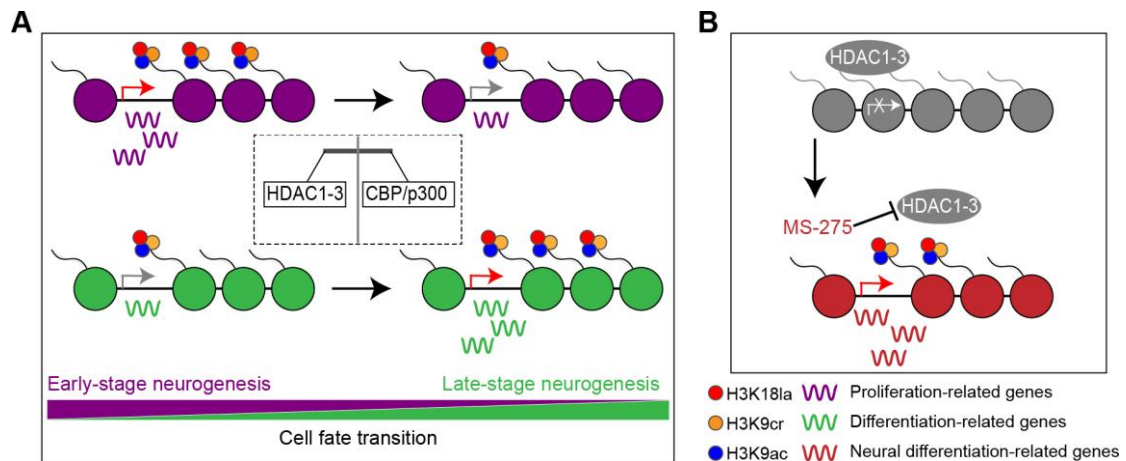 A
HDAC1-3
CBP/p300
Early-stage neurogenesis
Late-stage neurogenesis
Cell fate transition
B
HDAC1-3
MS-275
HDAC1-3
H3K18la
Proliferation-related genes
H3K9cr
Differentiation-related genes
H3K9ac
Neural differentiation-related genes